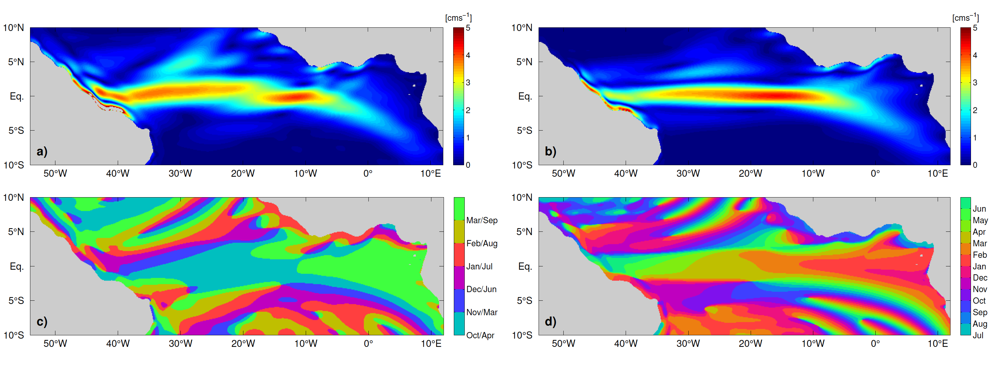 [cms⁻¹]
10°N
5°N
Eq.
5°S
10°S
50°W 40°W 30°W 20°W 10°W 0° 10°E
5
4
3
2
1
0
a)
[cms⁻¹]
10°N
5°N
Eq.
5°S
10°S
50°W 40°W 30°W 20°W 10°W 0° 10°E
5
4
3
2
1
0
b)
10°N
5°N
Eq.
5°S
10°S
50°W 40°W 30°W 20°W 10°W 0° 10°E
Mar/Sep
Feb/Aug
Jan/Jul
Dec/Jun
Nov/Mar
Oct/Apr
c)
10°N
5°N
Eq.
5°S
10°S
50°W 40°W 30°W 20°W 10°W 0° 10°E
Jun
May
Apr
Mar
Feb
Jan
Dec
Nov
Oct
Sep
Aug
Jul
d)